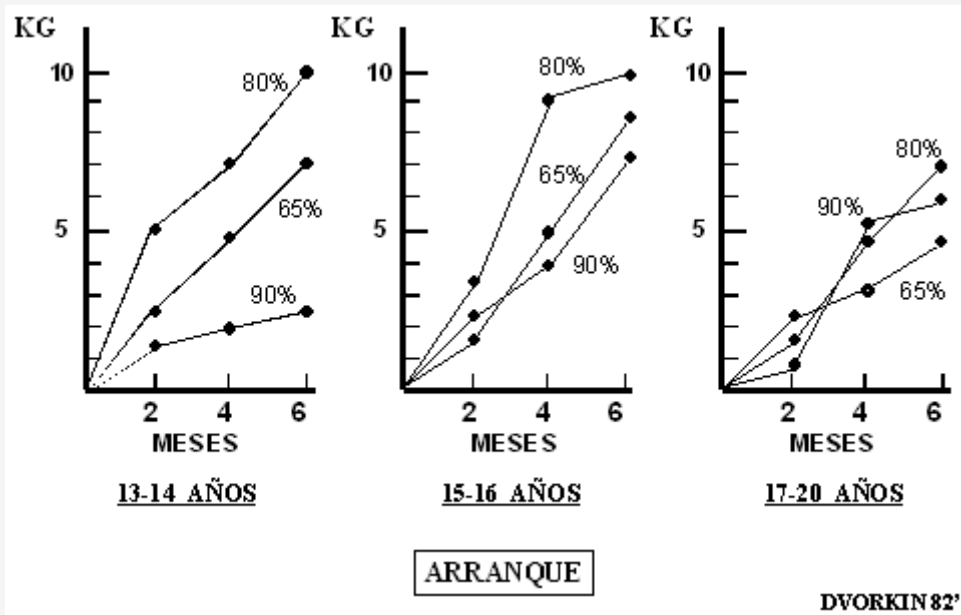 KG
10
5
80%
65%
90%
2 4 6
MESES
13-14 AÑOS
KG
10
5
80%
65%
90%
2 4 6
MESES
15-16 AÑOS
KG
10
5
80%
90%
65%
2 4 6
MESES
17-20 AÑOS
ARRANQUE
DVORKIN 82'